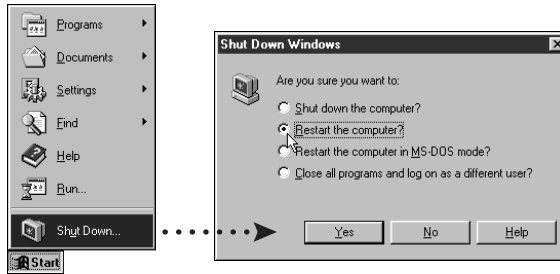 Programs
Documents
Settings
Find
Help
Run...
Shut Down...
Start
Shut Down Windows
Are you sure you want to:
Shut down the computer?
Restart the computer?
Restart the computer in MS-DOS mode?
Close all programs and log on as a different user?
Yes No Help